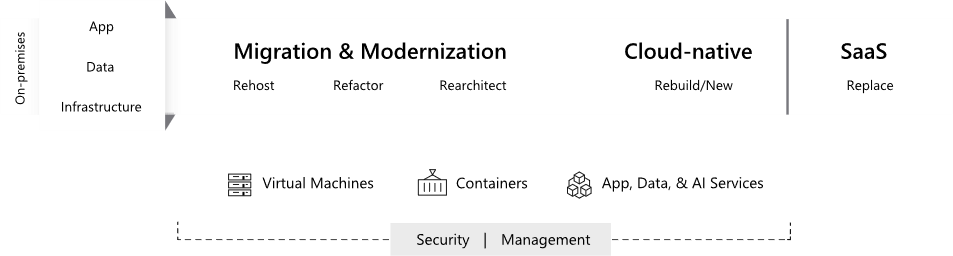 On-premises
App
Data
Infrastructure
Migration & Modernization
Rehost Refactor Rearchitect
Cloud-native
Rebuild/New
SaaS
Replace
Virtual Machines Containers App, Data, & AI Services
Security | Management